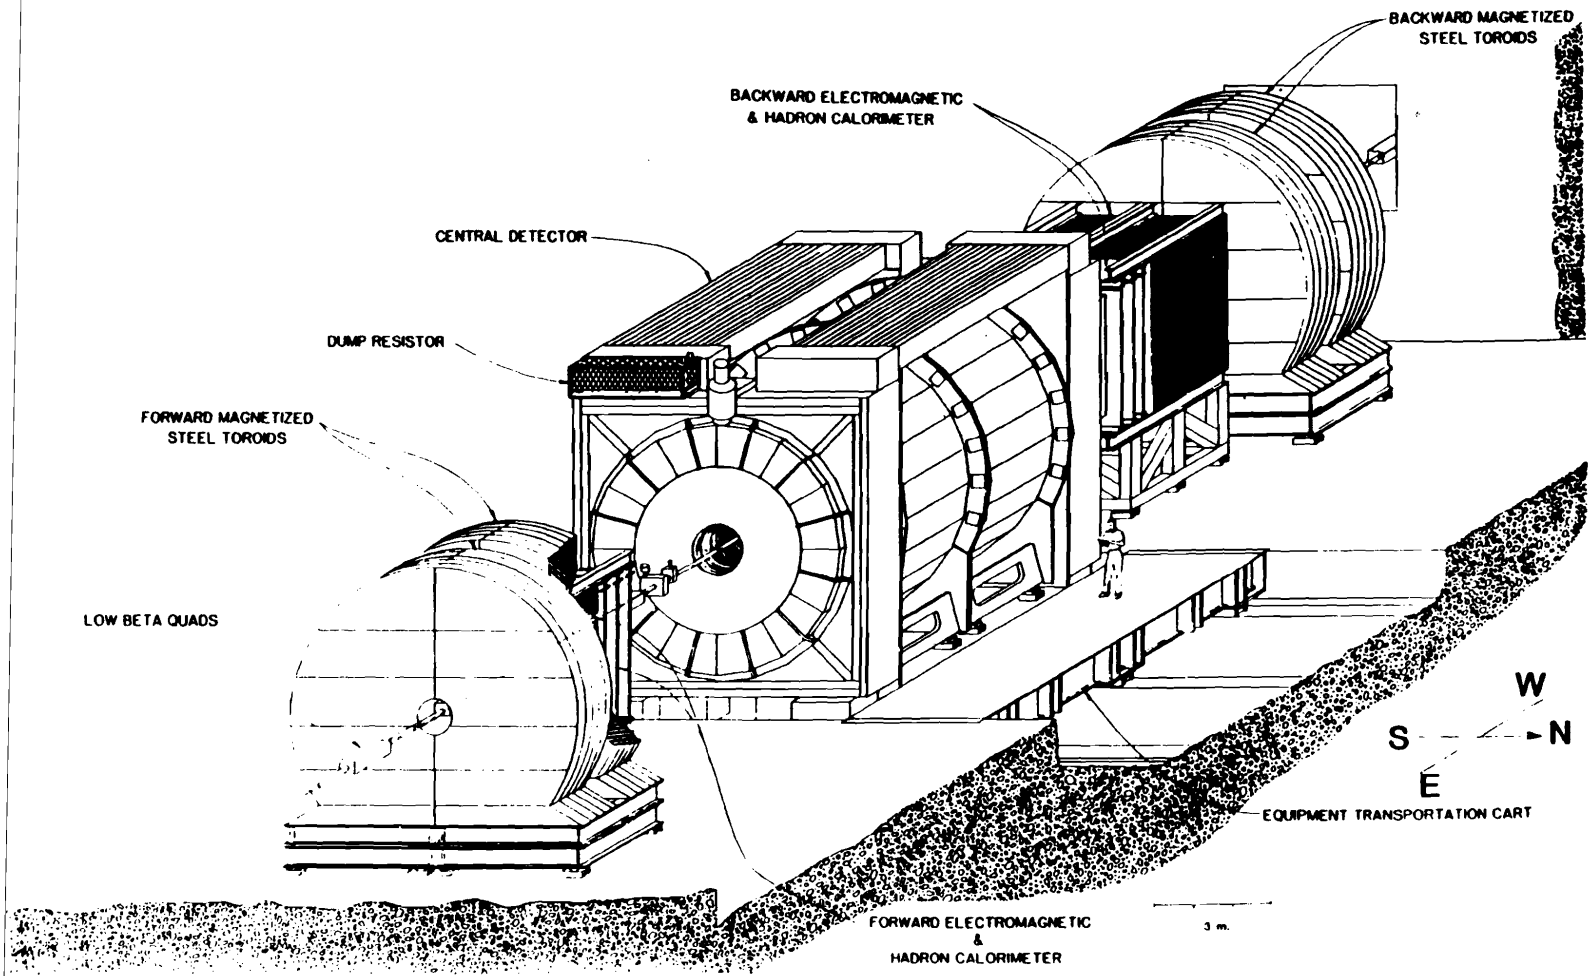 BACKWARD MAGNETIZED
STEEL TOROIDS
BACKWARD ELECTROMAGNETIC
& HADRON CALORIMETER
CENTRAL DETECTOR
DUMP RESISTOR
FORWARD MAGNETIZED
STEEL TOROIDS
LOW BETA QUADS
W
S
N
E
EQUIPMENT TRANSPORTATION CART
FORWARD ELECTROMAGNETIC
&
HADRON CALORIMETER
3 m.